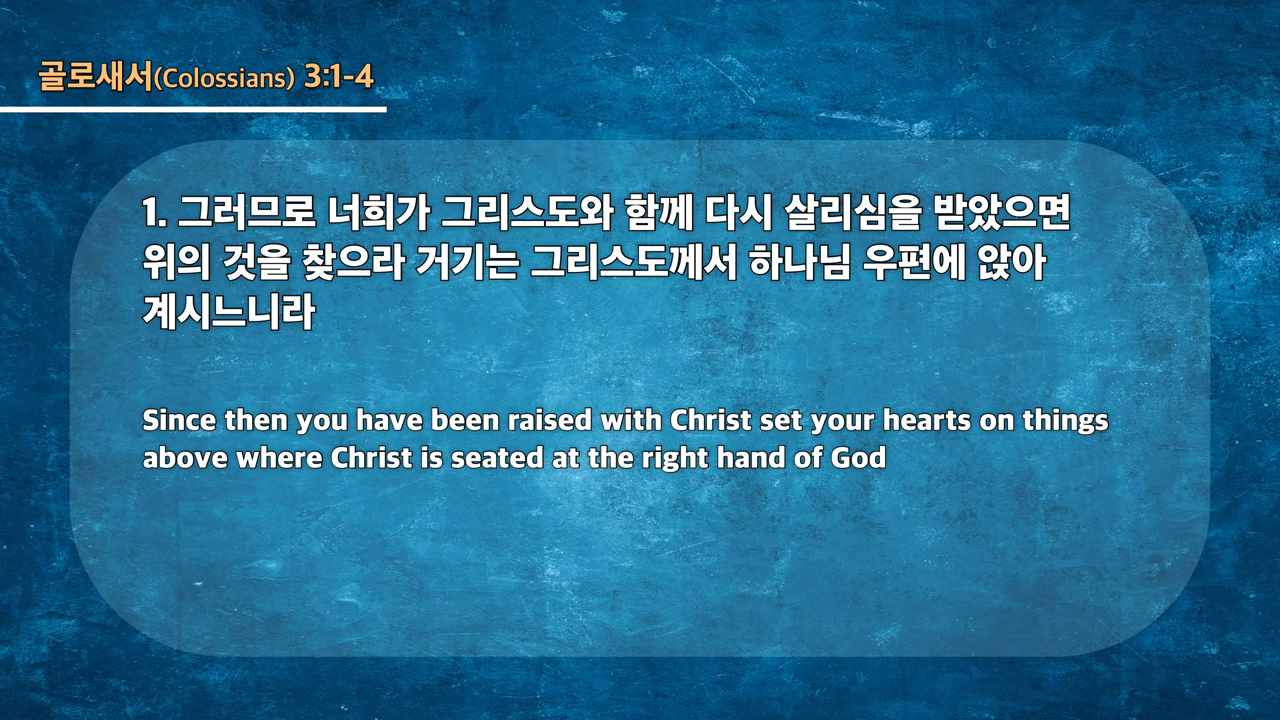 골로새서(Colossians) 3:1-4
1. 그러므로 너희가 그리스도와 함께 다시 살리심을 받았으면
위의 것을 찾으라 거기는 그리스도께서 하나님 우편에 앉아
계시느니라
Since then you have been raised with Christ set your hearts on things
above where Christ is seated at the right hand of God